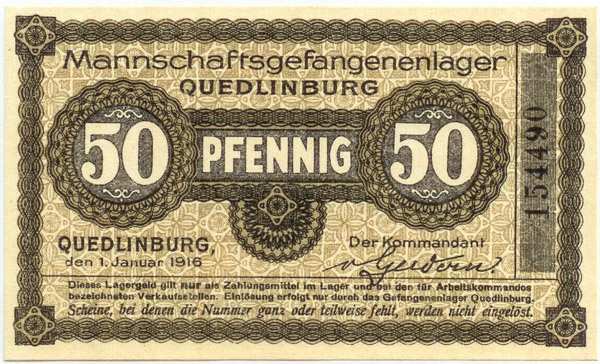 Mannschaftsgefangenenlager
QUEDLINBURG
50 PFENNIG 50
154490
QUEDLINBURG,
den 1. Januar 1916
Der Kommandant
Dieses Lagergeld gilt nur als Zahlungsmittel im Lager und bei den für Arbeitskommandos
bezeichneten Verkaufsstellen. Einlösung erfolgt nur durch das Gefangenenlager Quedlinburg.
Scheine, bei denen die Nummer ganz oder teilweise fehlt, werden nicht eingelöst.